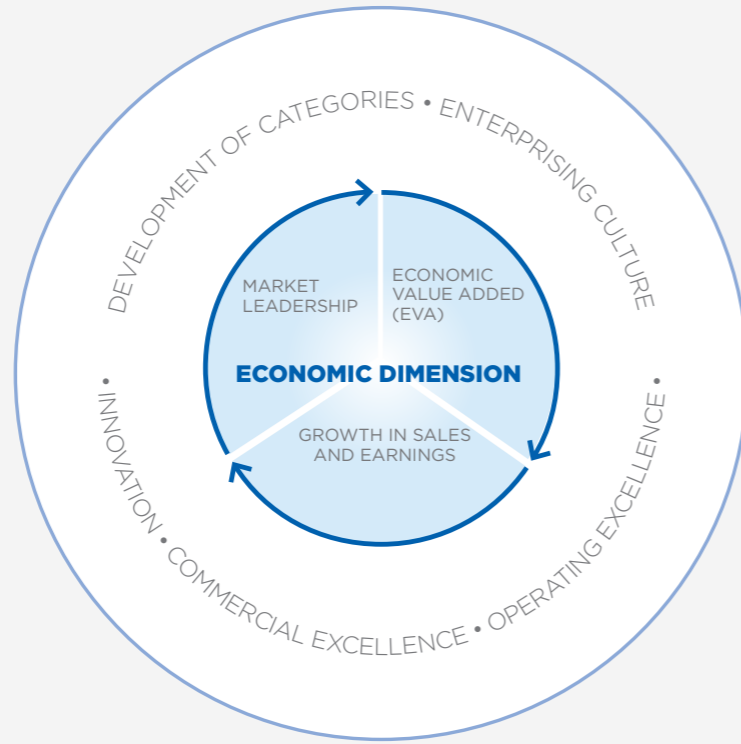 DEVELOPMENT OF CATEGORIES • ENTERPRISING CULTURE
MARKET
LEADERSHIP
ECONOMIC
VALUE ADDED
(EVA)
ECONOMIC DIMENSION
GROWTH IN SALES
AND EARNINGS
• INNOVATION • COMMERCIAL EXCELLENCE • OPERATING EXCELLENCE •